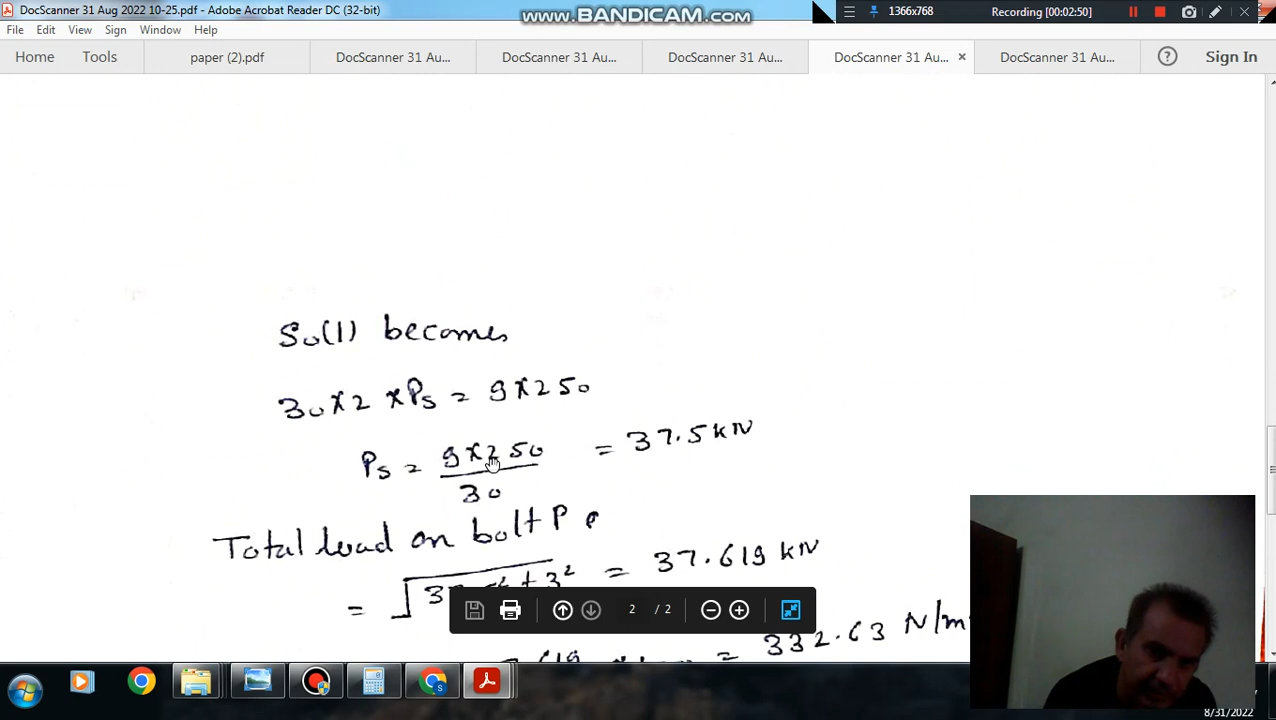 DocScanner 31 Aug 2022 10-25.pdf - Adobe Acrobat Reader DC (32-bit)
www.BANDICAM.com
1366x768
Recording [00:02:50]
File Edit View Sign Window Help
Home Tools paper (2).pdf DocScanner 31 Au... DocScanner 31 Au... DocScanner 31 Au... DocScanner 31 Au... × DocScanner 31 Au... Sign In
So(1) becomes
30×2 ×Ps = 9×250
Ps = 9×250 / 30 = 37.5 kN
Total load on bolt P
= √ + 3² = 37.619 kN
2 / 2
= 332.63 N/m
8/31/2022